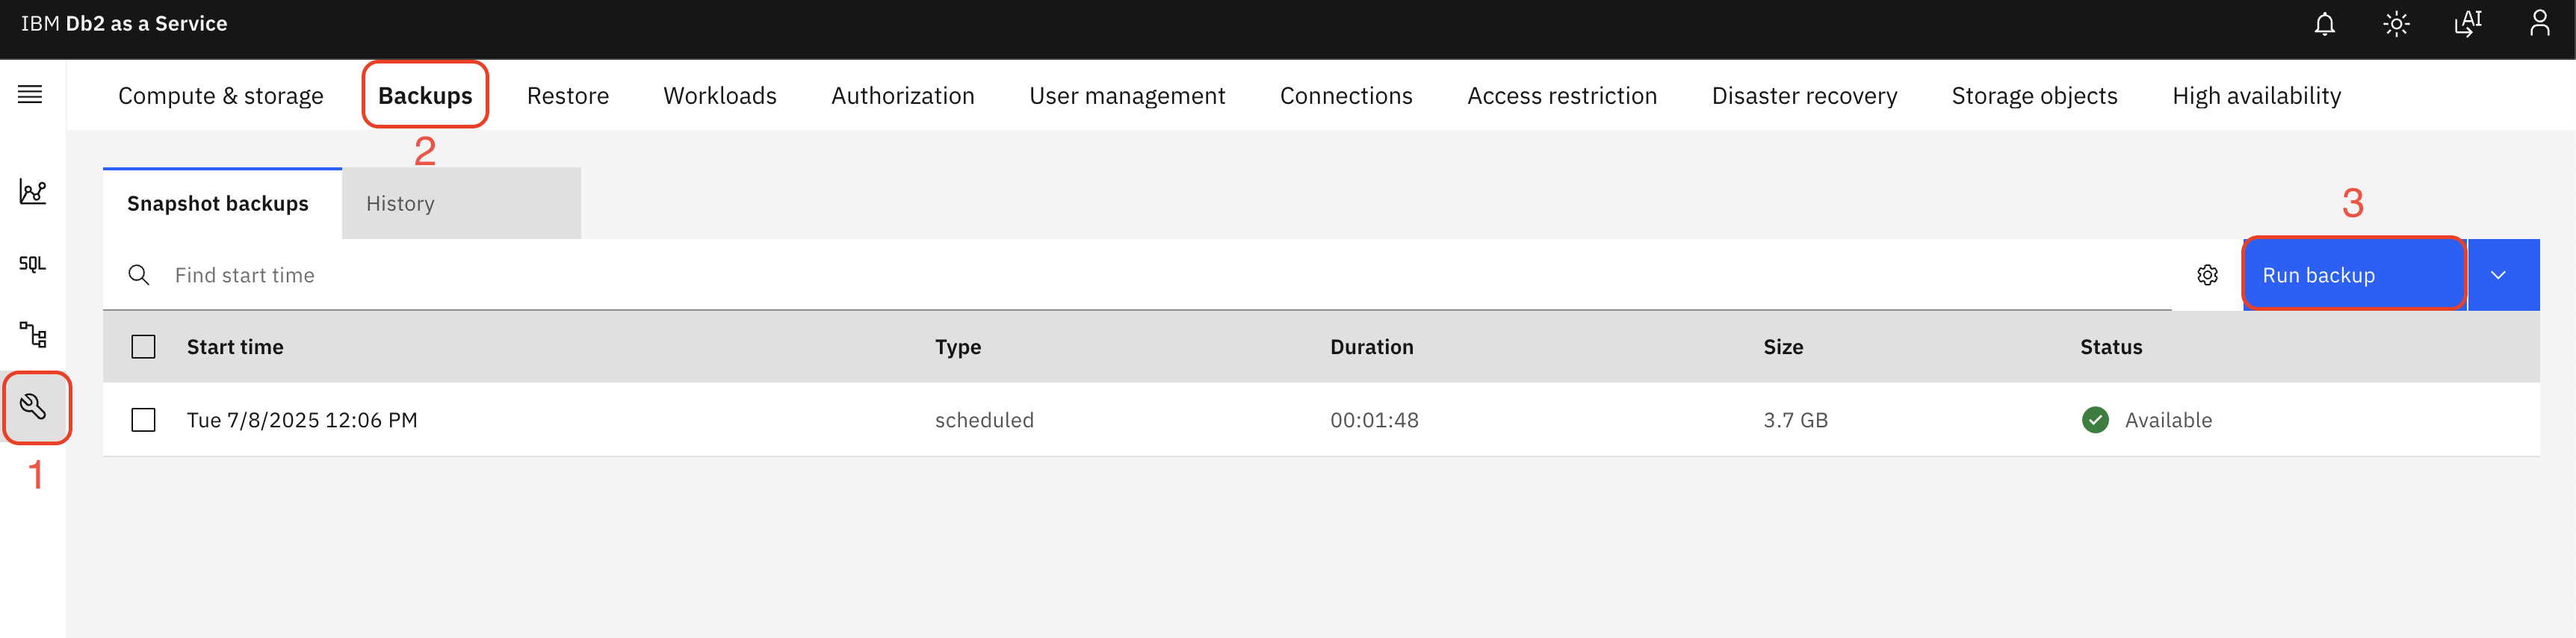 IBM Db2 as a Service
AI
Compute & storage Backups Restore Workloads Authorization User management Connections Access restriction Disaster recovery Storage objects High availability
2
Snapshot backups History
3
SQL
Find start time Run backup
Start time Type Duration Size Status
Tue 7/8/2025 12:06 PM scheduled 00:01:48 3.7 GB Available
1